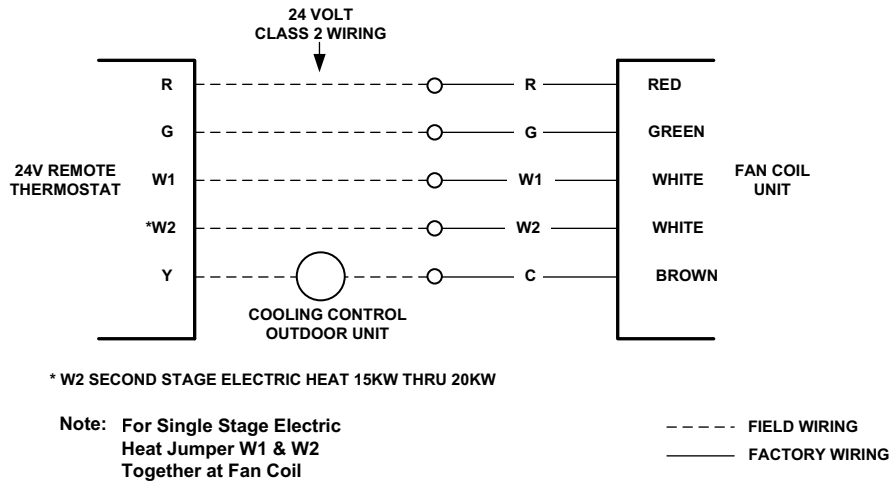 24 VOLT
CLASS 2 WIRING
24V REMOTE
THERMOSTAT
R
G
W1
*W2
Y
R
G
W1
W2
C
RED
GREEN
WHITE
WHITE
BROWN
FAN COIL
UNIT
COOLING CONTROL
OUTDOOR UNIT
* W2 SECOND STAGE ELECTRIC HEAT 15KW THRU 20KW
Note: For Single Stage Electric
Heat Jumper W1 & W2
Together at Fan Coil
FIELD WIRING
FACTORY WIRING